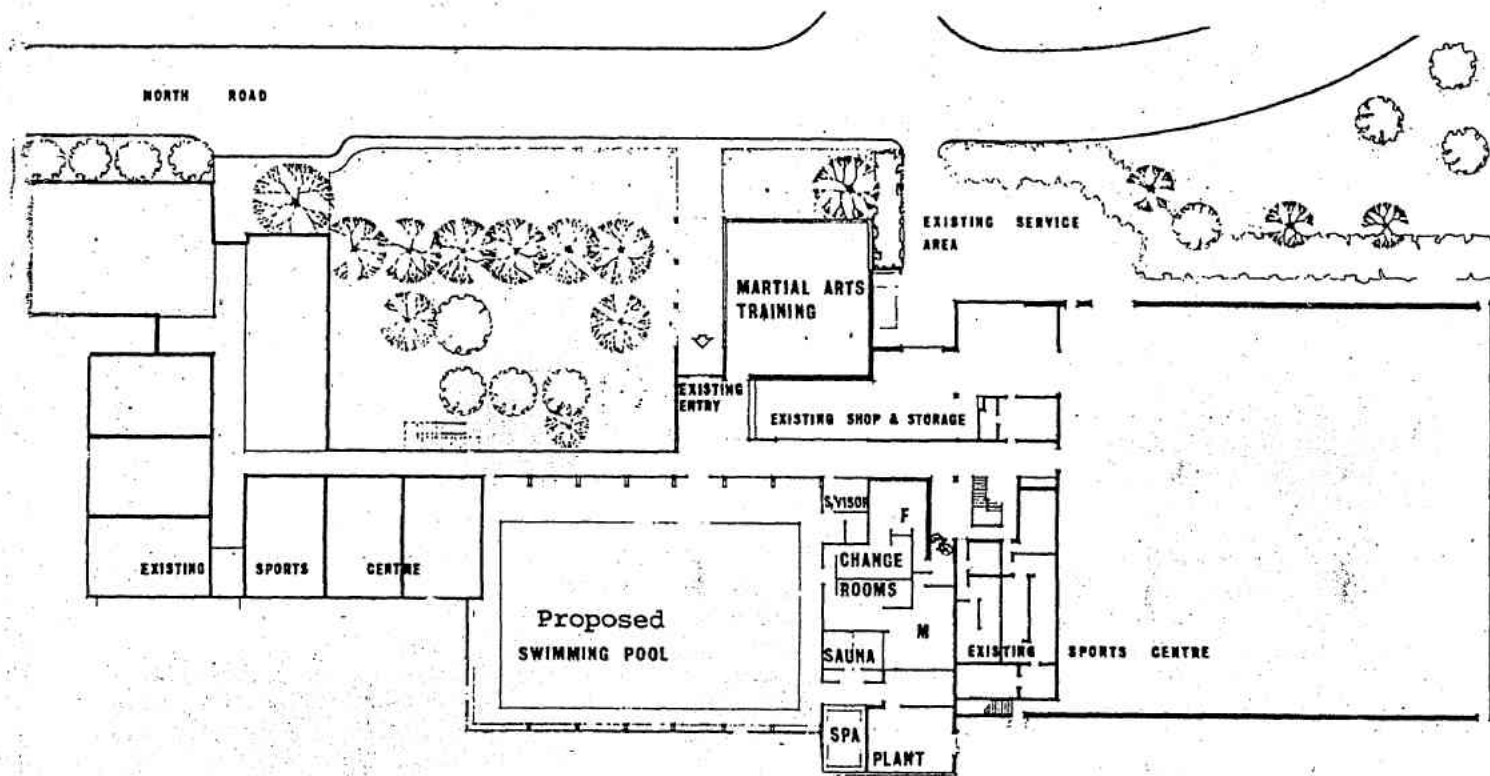 NORTH ROAD
EXISTING SERVICE
AREA
MARTIAL ARTS
TRAINING
EXISTING
ENTRY
EXISTING SHOP & STORAGE
S/VISOR
F
CHANGE
ROOMS
EXISTING SPORTS CENTRE
Proposed
SWIMMING POOL
M
SAUNA
EXISTING SPORTS CENTRE
SPA
PLANT